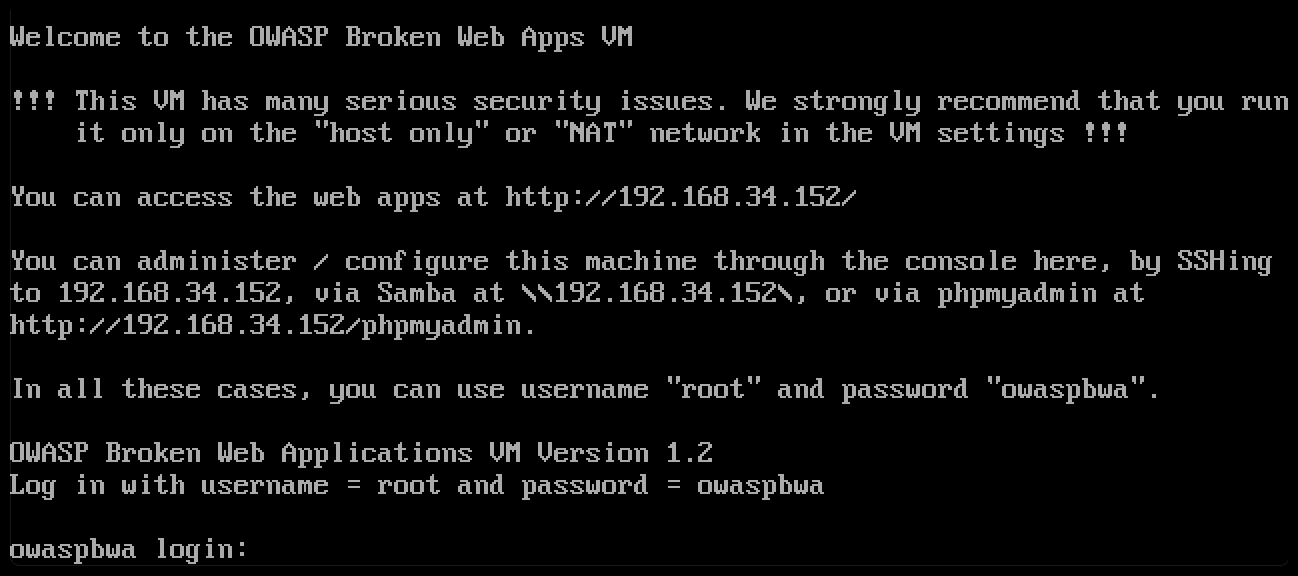 Welcome to the OWASP Broken Web Apps VM
!!! This VM has many serious security issues. We strongly recommend that you run
it only on the "host only" or "NAT" network in the VM settings !!!
You can access the web apps at http://192.168.34.152/
You can administer / configure this machine through the console here, by SSHing
to 192.168.34.152, via Samba at \\192.168.34.152\, or via phpmyadmin at
http://192.168.34.152/phpmyadmin.
In all these cases, you can use username "root" and password "owaspbwa".
OWASP Broken Web Applications VM Version 1.2
Log in with username = root and password = owaspbwa
owaspbwa login: